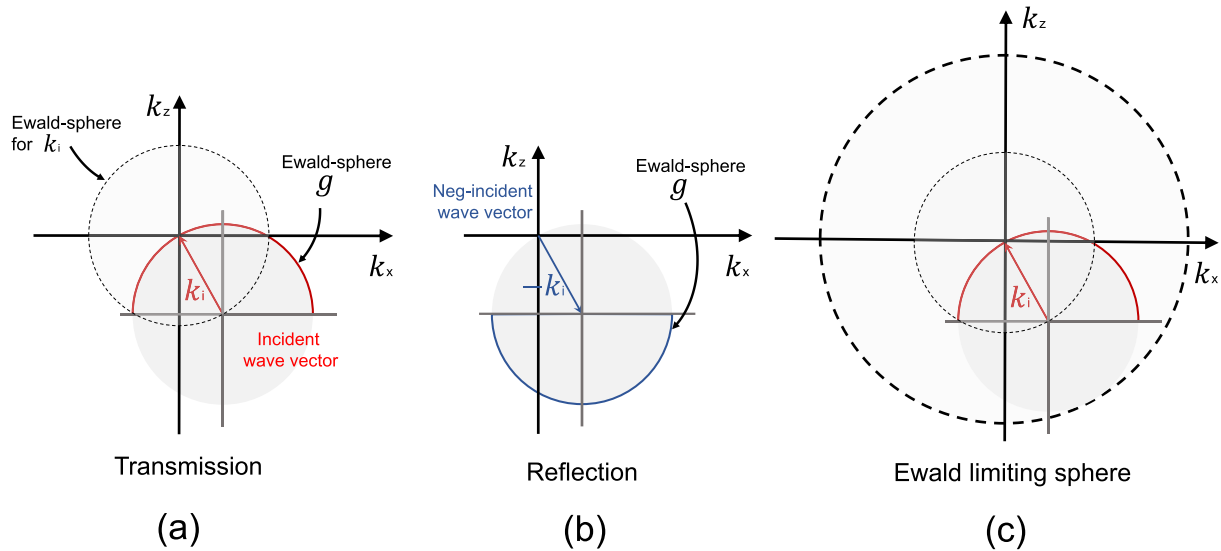 k_z
Ewald-sphere
for k_i
Ewald-sphere
g
k_x
k_i
Incident
wave vector
Transmission
(a)
k_z
Neg-incident
wave vector
Ewald-sphere
g
k_x
—k_i
Reflection
(b)
k_z
k_x
k_i
Ewald limiting sphere
(c)